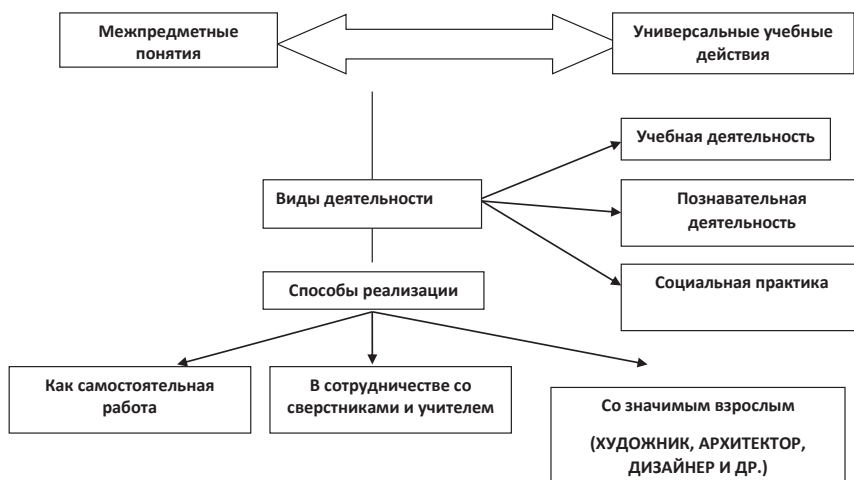 Межпредметные
понятия
Универсальные учебные
действия
Учебная деятельность
Виды деятельности
Познавательная
деятельность
Социальная практика
Способы реализации
Как самостоятельная
работа
В сотрудничестве со
сверстниками и учителем
Со значимым взрослым
(ХУДОЖНИК, АРХИТЕКТОР,
ДИЗАЙНЕР И ДР.)